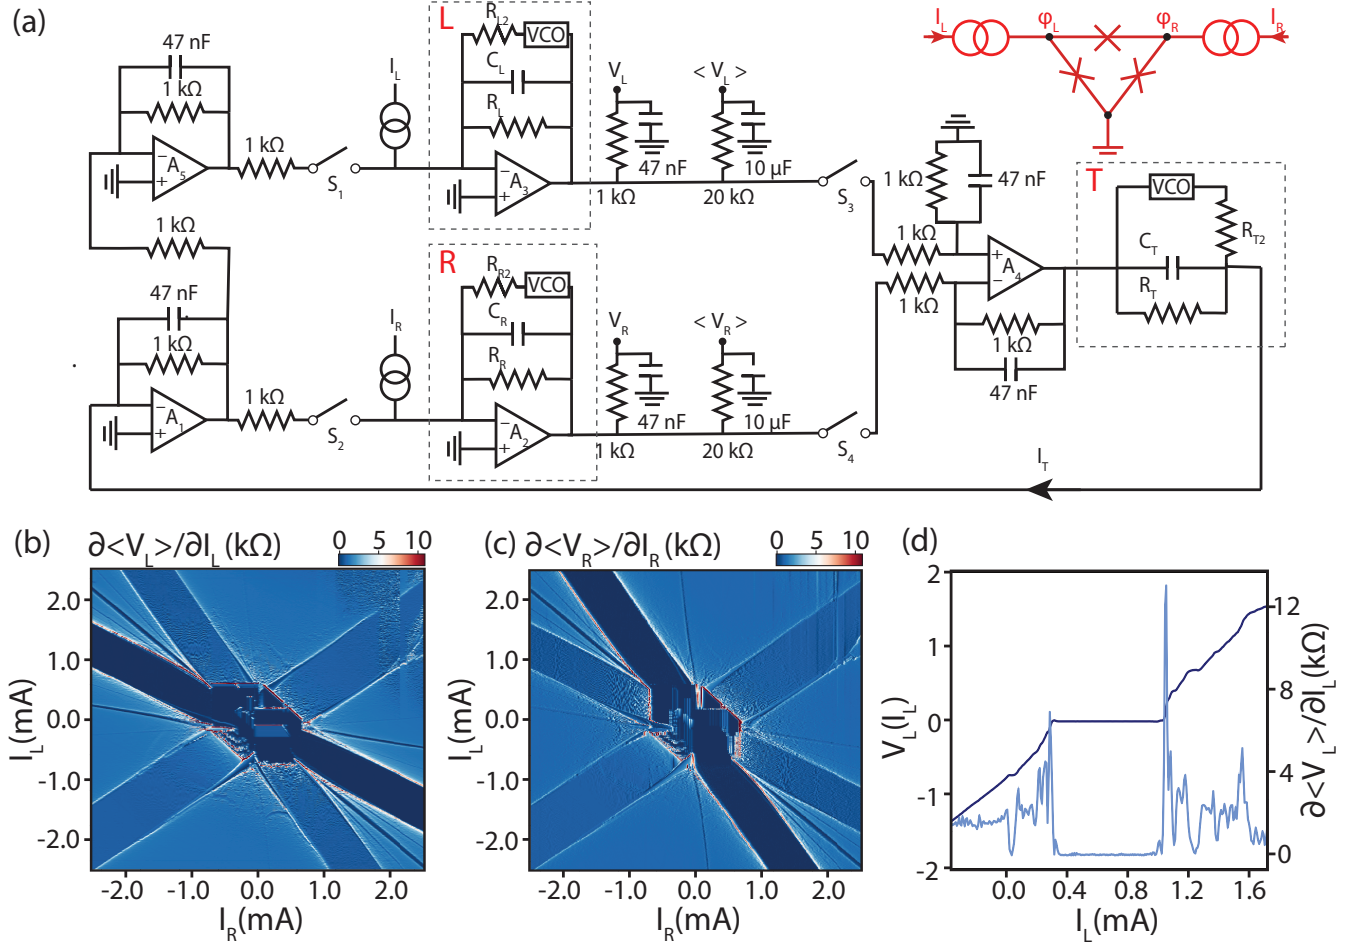 (a)
47 nF
1 kΩ
− A5
+
1 kΩ
S1
IL
L
RL2
VCO
CL
RL
− A3
+
VL
47 nF
1 kΩ
< VL >
10 μF
20 kΩ
S3
1 kΩ
47 nF
1 kΩ
1 kΩ
+ A4
−
1 kΩ
47 nF
IL
φL
φR
IR
T
VCO
RT2
CT
RT
IT
1 kΩ
47 nF
1 kΩ
− A1
+
1 kΩ
S2
IR
R
RR2
VCO
CR
RR
− A2
+
VR
47 nF
1 kΩ
< VR >
10 μF
20 kΩ
S4
(b)
∂<VL>/∂IL(kΩ)
0 5 10
IL(mA)
2.0
1.0
0.0
-1.0
-2.0
-2.0 -1.0 0.0 1.0 2.0
IR(mA)
(c)
∂<VR>/∂IR(kΩ)
0 5 10
IL(mA)
2.0
1.0
0.0
-1.0
-2.0
-2.0 -1.0 0.0 1.0 2.0
IR(mA)
(d)
VL(IL)
2
1
0
-1
-2
0.0 0.4 0.8 1.2 1.6
IL(mA)
12
8
4
0
∂<VL>/∂IL(kΩ)